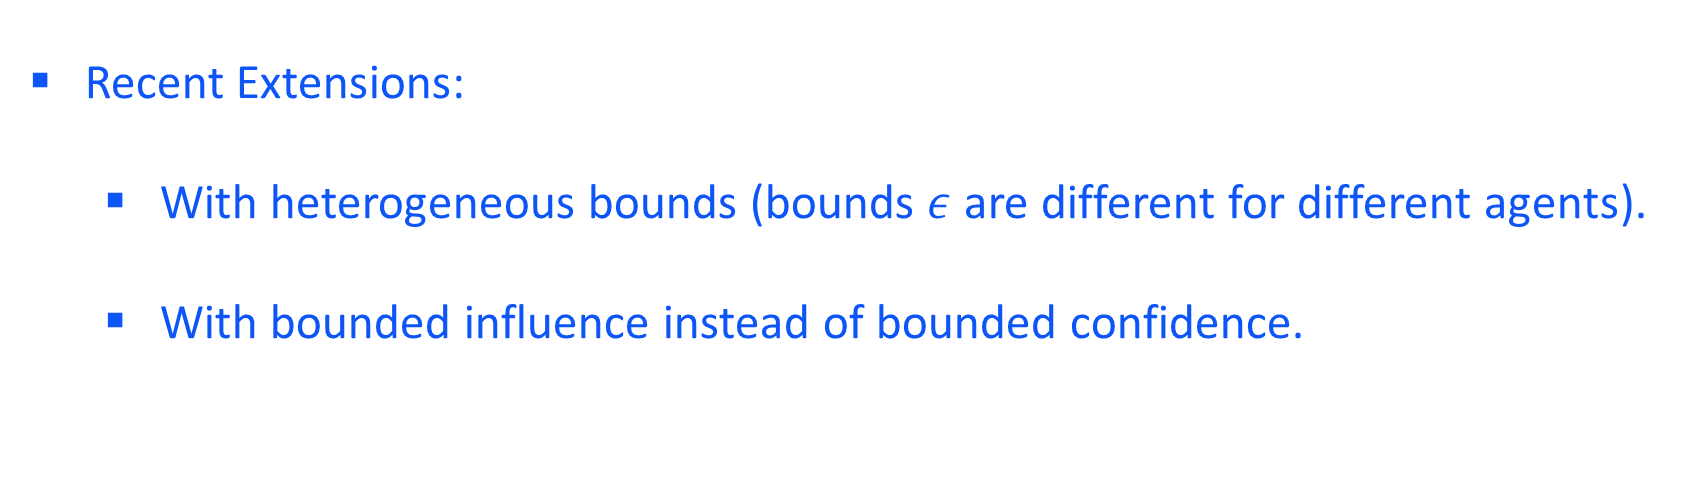 ▪ Recent Extensions:
▪ With heterogeneous bounds (bounds ϵ are different for different agents).
▪ With bounded influence instead of bounded confidence.